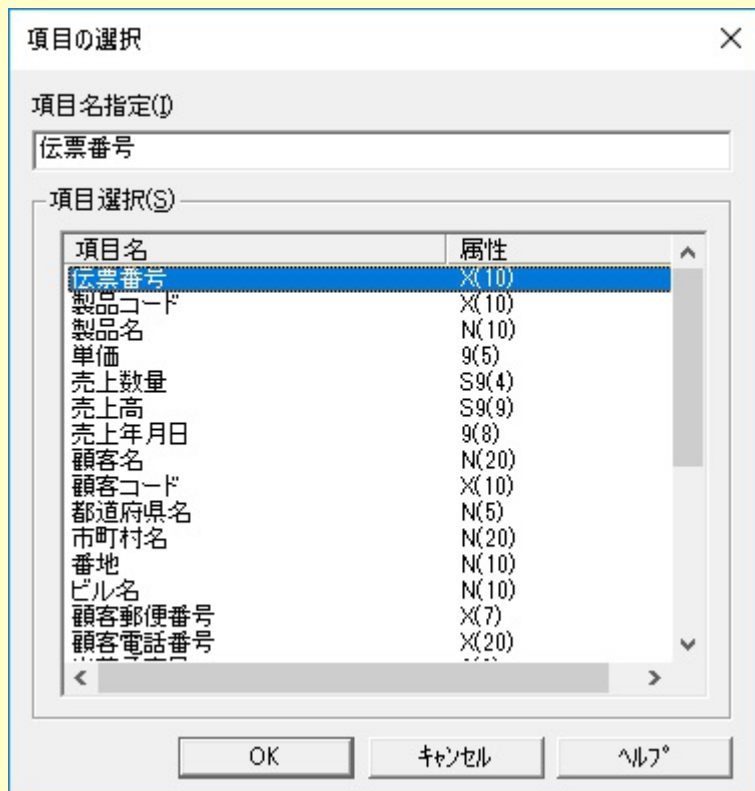 項目の選択
項目名指定(I)
伝票番号
項目選択(S)
項目名 属性
伝票番号 X(10)
製品コード X(10)
製品名 N(10)
単価 9(5)
売上数量 S9(4)
売上高 S9(9)
売上年月日 9(8)
顧客名 N(20)
顧客コード X(10)
都道府県名 N(5)
市町村名 N(20)
番地 N(10)
ビル名 N(10)
顧客郵便番号 X(7)
顧客電話番号 X(20)
OK キャンセル ヘルプ